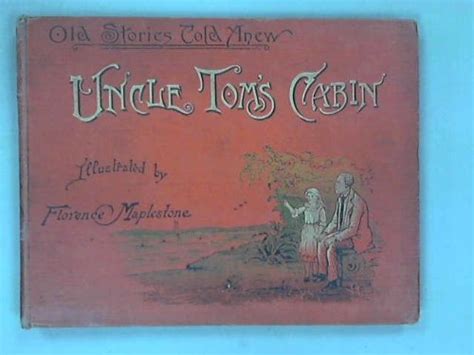 Old Stories Told Anew
UNCLE TOM'S CABIN
Illustrated by
Florence Maplestone.